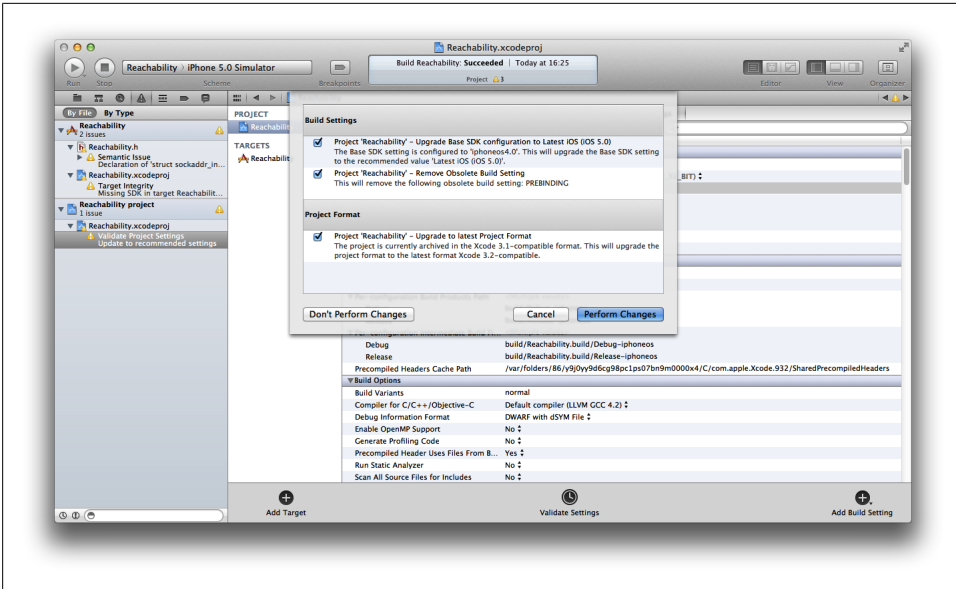 Reachability.xcodeproj
Reachability > iPhone 5.0 Simulator
Build Reachability: Succeeded | Today at 16:25
Project 3
Run Stop Scheme Breakpoints Editor View Organizer
By File By Type
Reachability
2 issues
Reachability.h
Semantic Issue
Declaration of 'struct sockaddr_in...
Reachability.xcodeproj
Target Integrity
Missing SDK in target Reachabilit...
Reachability project
1 issue
Reachability.xcodeproj
Validate Project Settings
Update to recommended settings
PROJECT
Reachabilit
TARGETS
Reachabilit
_BIT)
Build Settings
Project 'Reachability' – Upgrade Base SDK configuration to Latest iOS (iOS 5.0)
The Base SDK setting is configured to 'iphoneos4.0'. This will upgrade the Base SDK setting
to the recommended value 'Latest iOS (iOS 5.0)'.
Project 'Reachability' – Remove Obsolete Build Setting
This will remove the following obsolete build setting: PREBINDING
Project Format
Project 'Reachability' – Upgrade to latest Project Format
The project is currently archived in the Xcode 3.1-compatible format. This will upgrade the
project format to the latest format Xcode 3.2-compatible.
Don't Perform Changes Cancel Perform Changes
Debug build/Reachability.build/Debug-iphoneos
Release build/Reachability.build/Release-iphoneos
Precompiled Headers Cache Path /var/folders/86/y9j0yy9d6cg98pc1ps07bn9m0000x4/C/com.apple.Xcode.932/SharedPrecompiledHeaders
Build Options
Build Variants normal
Compiler for C/C++/Objective-C Default compiler (LLVM GCC 4.2)
Debug Information Format DWARF with dSYM File
Enable OpenMP Support No
Generate Profiling Code No
Precompiled Header Uses Files From B... Yes
Run Static Analyzer No
Scan All Source Files for Includes No
Add Target Validate Settings Add Build Setting